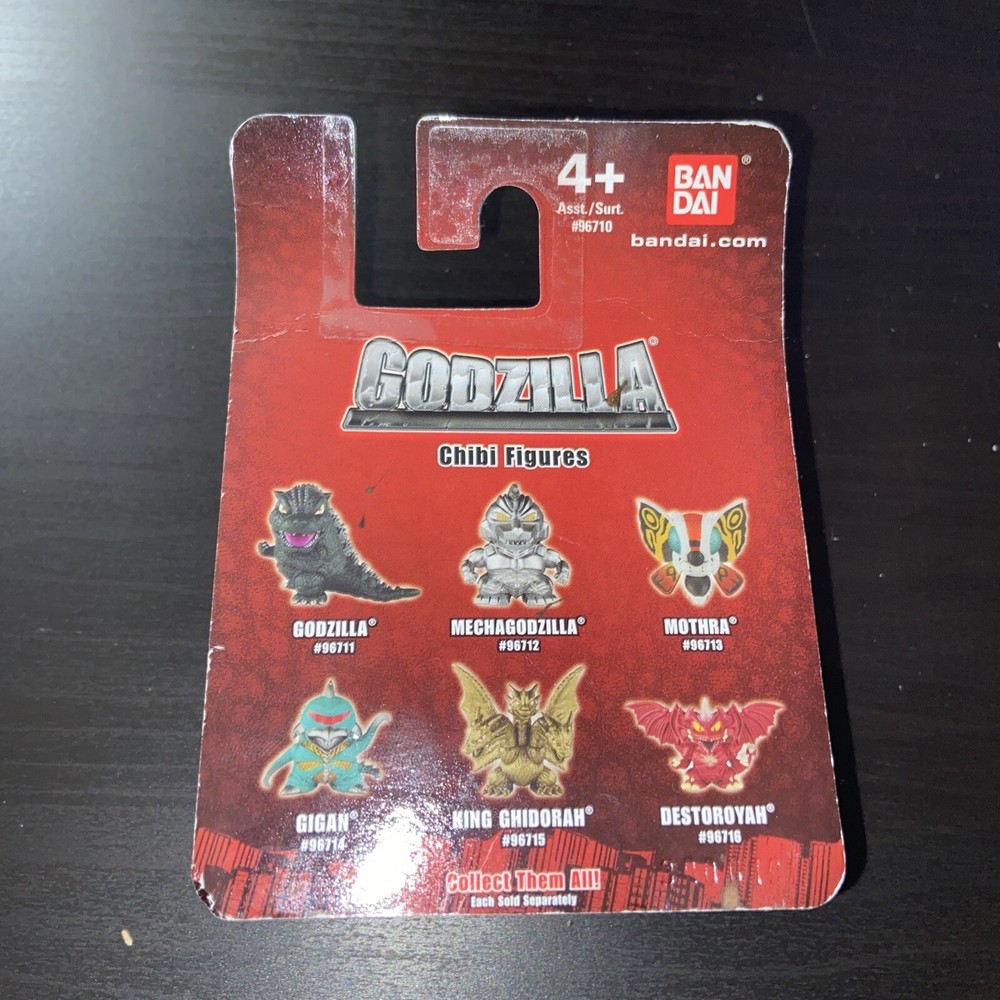 4+
Asst./Surt.
#96710
BAN
DAI®
bandai.com
GODZILLA®
Chibi Figures
GODZILLA®
#96711
MECHAGODZILLA®
#96712
MOTHRA®
#96713
GIGAN®
#96714
KING GHIDORAH®
#96715
DESTOROYAH®
#96716
Collect Them All!
Each Sold Separately